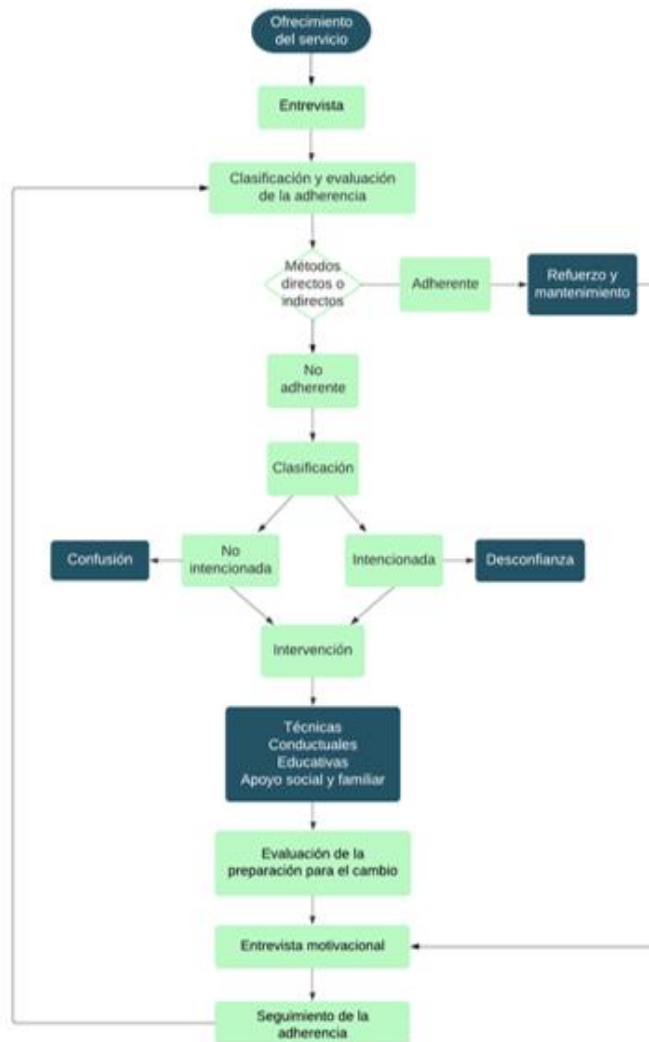 Ofrecimiento
del servicio
Entrevista
Clasificación y evaluación
de la adherencia
Métodos
directos o
indirectos
Adherente
Refuerzo y
mantenimiento
No
adherente
Clasificación
Confusión
No
intencionada
Intencionada
Desconfianza
Intervención
Técnicas
Conductuales
Educativas
Apoyo social y familiar
Evaluación de la
preparación para el cambio
Entrevista motivacional
Seguimiento de la
adherencia